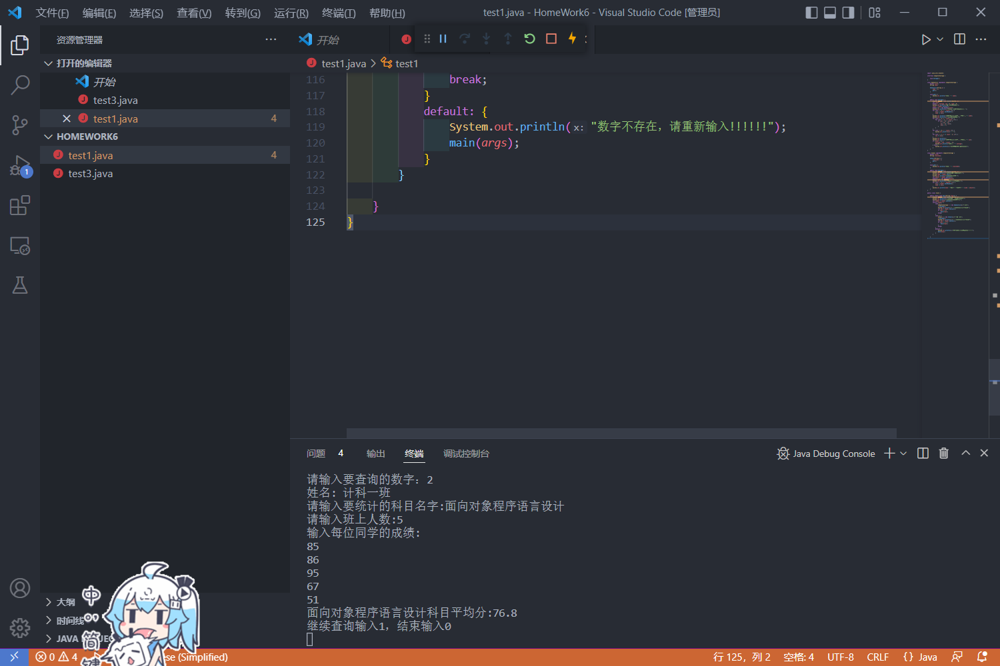 文件(F) 编辑(E) 选择(S) 查看(V) 转到(G) 运行(R) 终端(T) 帮助(H) test1.java - HomeWork6 - Visual Studio Code [管理员]
资源管理器
开始
打开的编辑器
test1.java > test1
开始
test3.java
test1.java 4
HOMEWORK6
test1.java 4
test3.java
1
116 break;
117 }
118 default: {
119 System.out.println(x: "数字不存在，请重新输入!!!!!!");
120 main(args);
121 }
122 }
123
124 }
125 }
问题 4 输出 终端 调试控制台 Java Debug Console
请输入要查询的数字：2
姓名：计科一班
请输入要统计的科目名字:面向对象程序语言设计
请输入班上人数:5
输入每位同学的成绩:
85
86
95
67
51
面向对象程序语言设计科目平均分:76.8
继续查询输入1，结束输入0
大纲
时间线
中
简
0 4 (Simplified) 行 125，列 2 空格: 4 UTF-8 CRLF {} Java